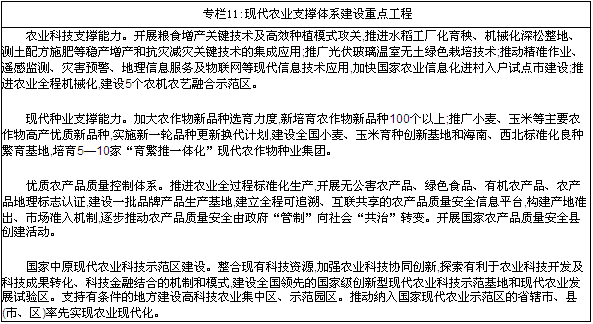 专栏11:现代农业支撑体系建设重点工程
农业科技支撑能力。开展粮食增产关键技术及高效种植模式攻关,推进水稻工厂化育秧、机械化深松整地、
测土配方施肥等稳产增产和抗灾减灾关键技术的集成应用;推广光伏玻璃温室无土绿色栽培技术;推动精准作业、
遥感监测、灾害预警、地理信息服务及物联网等现代信息技术应用,加快国家农业信息化进村入户试点市建设;推
进农业全程机械化,建设5个农机农艺融合示范区。
现代种业支撑能力。加大农作物新品种选育力度,新培育农作物新品种100个以上;推广小麦、玉米等主要农
作物高产优质新品种,实施新一轮品种更新换代计划,建设全国小麦、玉米育种创新基地和海南、西北标准化良种
繁育基地,培育5—10家“育繁推一体化”现代农作物种业集团。
优质农产品质量控制体系。推进农业全过程标准化生产,开展无公害农产品、绿色食品、有机农产品、农产
品地理标志认证,建设一批品牌产品生产基地,建立全程可追溯、互联共享的农产品质量安全信息平台,构建产地准
出、市场准入机制,逐步推动农产品质量安全由政府“管制”向社会“共治”转变。开展国家农产品质量安全县
创建活动。
国家中原现代农业科技示范区建设。整合现有科技资源,加强农业科技协同创新,探索有利于农业科技开发及
科技成果转化、科技金融结合的机制和模式,建设全国领先的国家级创新型现代农业科技示范基地和现代农业发
展试验区。支持有条件的地方建设高科技农业集中区、示范园区。推动纳入国家现代农业示范区的省辖市、县
(市、区)率先实现农业现代化。